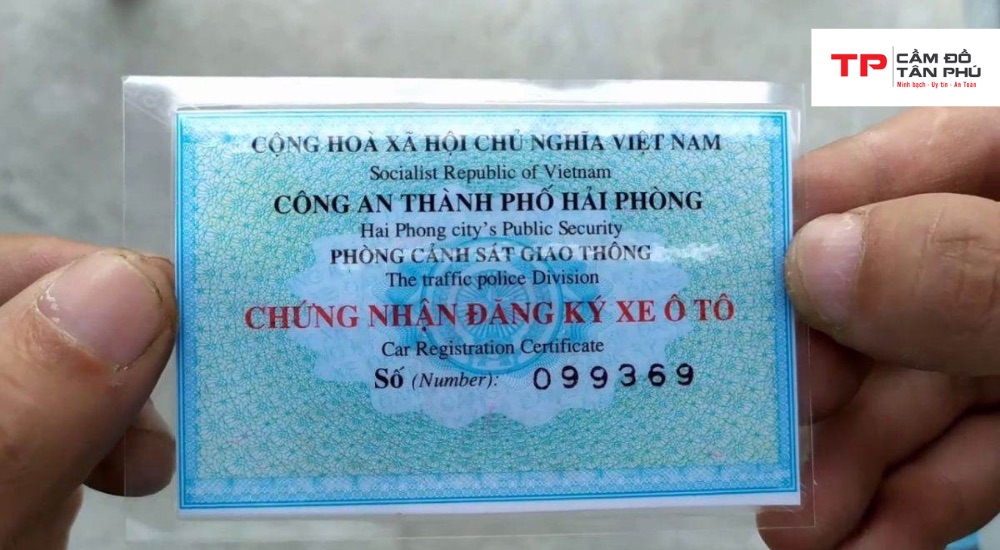 TP CẦM ĐỒ
TÂN PHÚ
Minh bạch - Uy tín - An Toàn
CỘNG HOÀ XÃ HỘI CHỦ NGHĨA VIỆT NAM
Socialist Republic of Vietnam
CÔNG AN THÀNH PHỐ HẢI PHÒNG
Hai Phong city's Public Security
PHÒNG CẢNH SÁT GIAO THÔNG
The traffic police Division
CHỨNG NHẬN ĐĂNG KÝ XE Ô TÔ
Car Registration Certificate
Số (Number): 099369